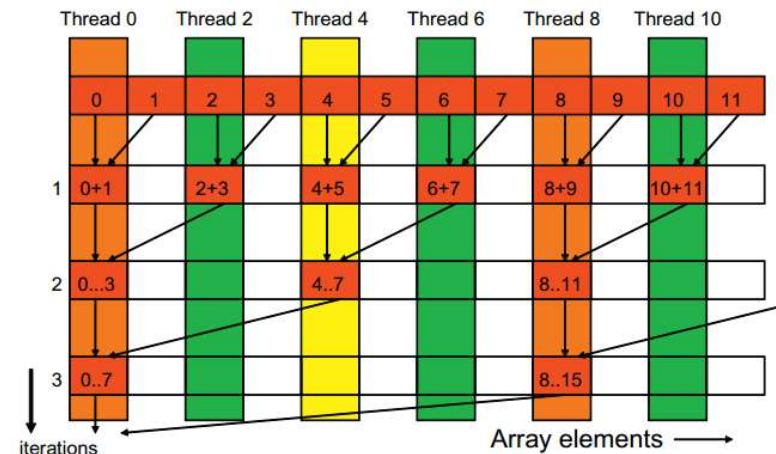 Thread 0 Thread 2 Thread 4 Thread 6 Thread 8 Thread 10
0 1 2 3 4 5 6 7 8 9 10 11
1 0+1 2+3 4+5 6+7 8+9 10+11
2 0...3 4..7 8..11
3 0..7 8..15
iterations Array elements